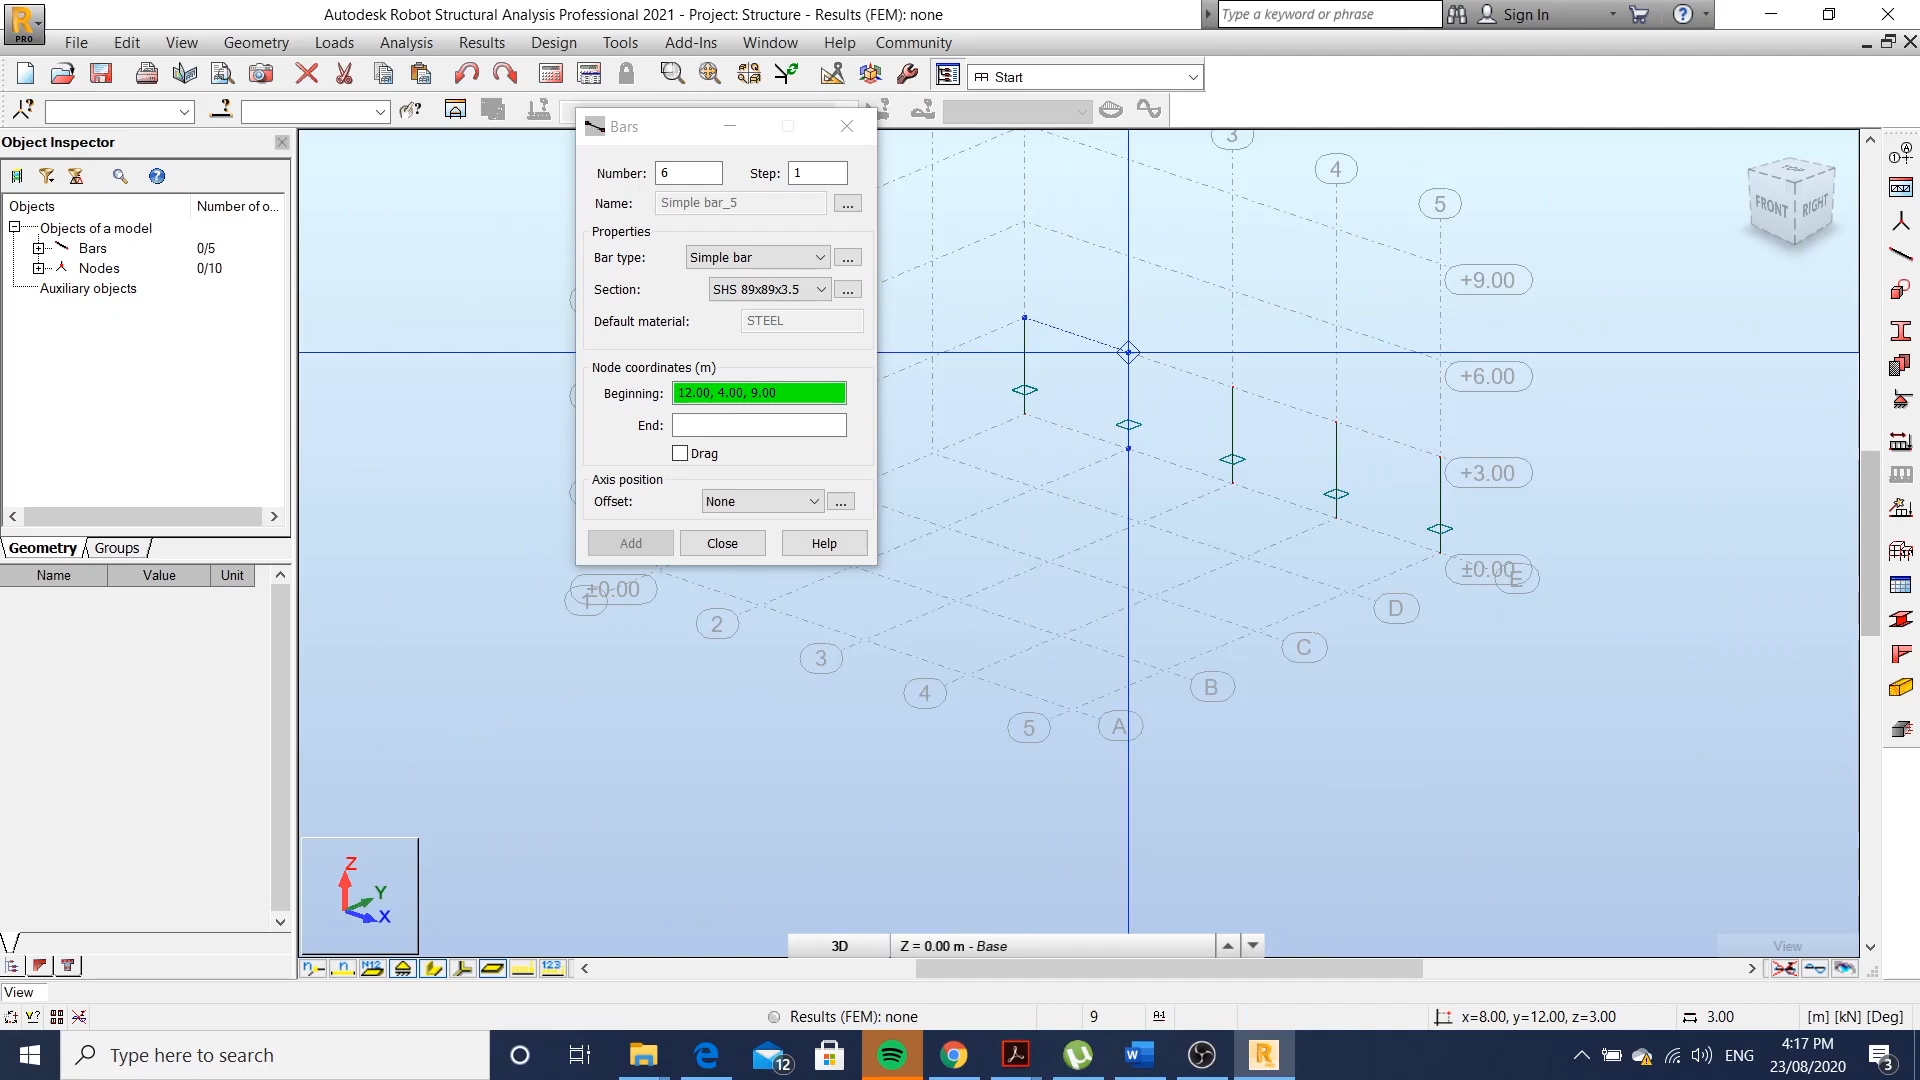 Autodesk Robot Structural Analysis Professional 2021 - Project: Structure - Results (FEM): none
Type a keyword or phrase
Sign In
PRO
File Edit View Geometry Loads Analysis Results Design Tools Add-Ins Window Help Community
Start
Object Inspector
Objects Number of o...
Objects of a model
Bars 0/5
Nodes 0/10
Auxiliary objects
Geometry Groups
Name Value Unit
Bars
Number: 6 Step: 1
Name: Simple bar_5 ...
Properties
Bar type: Simple bar ...
Section: SHS 89x89x3.5 ...
Default material: STEEL
Node coordinates (m)
Beginning: 12.00, 4.00, 9.00
End:
Drag
Axis position
Offset: None ...
Add Close Help
3
4
5
+9.00
+6.00
+3.00
±0.00
E
D
C
B
A
±0.00
1
2
3
4
5
TOP
FRONT RIGHT
Z
Y
X
3D Z = 0.00 m - Base
View
View
Results (FEM): none 9 x=8.00, y=12.00, z=3.00 3.00 [m] [kN] [Deg]
Type here to search
12
ENG
4:17 PM
23/08/2020
3